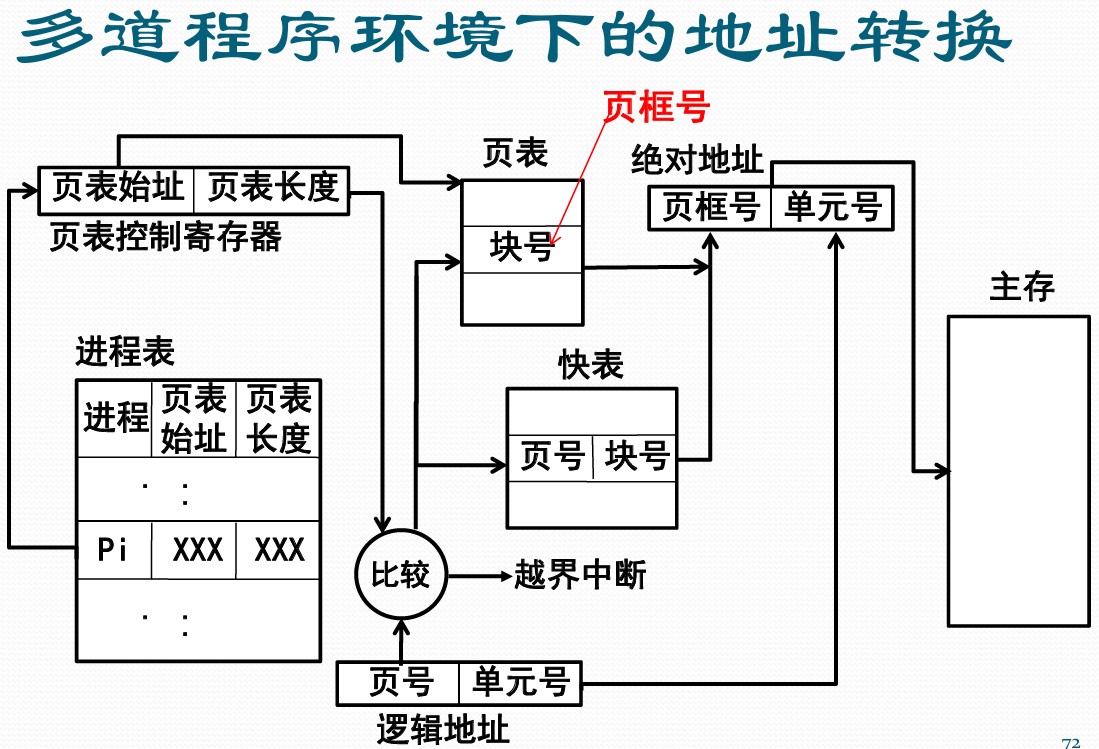 多道程序环境下的地址转换
页框号
页表
绝对地址
页表始址 页表长度
页框号 单元号
页表控制寄存器
块号
主存
进程表
快表
进程 页表始址 页表长度
页号 块号
· :
Pi XXX XXX
比较
越界中断
· :
页号 单元号
逻辑地址
72